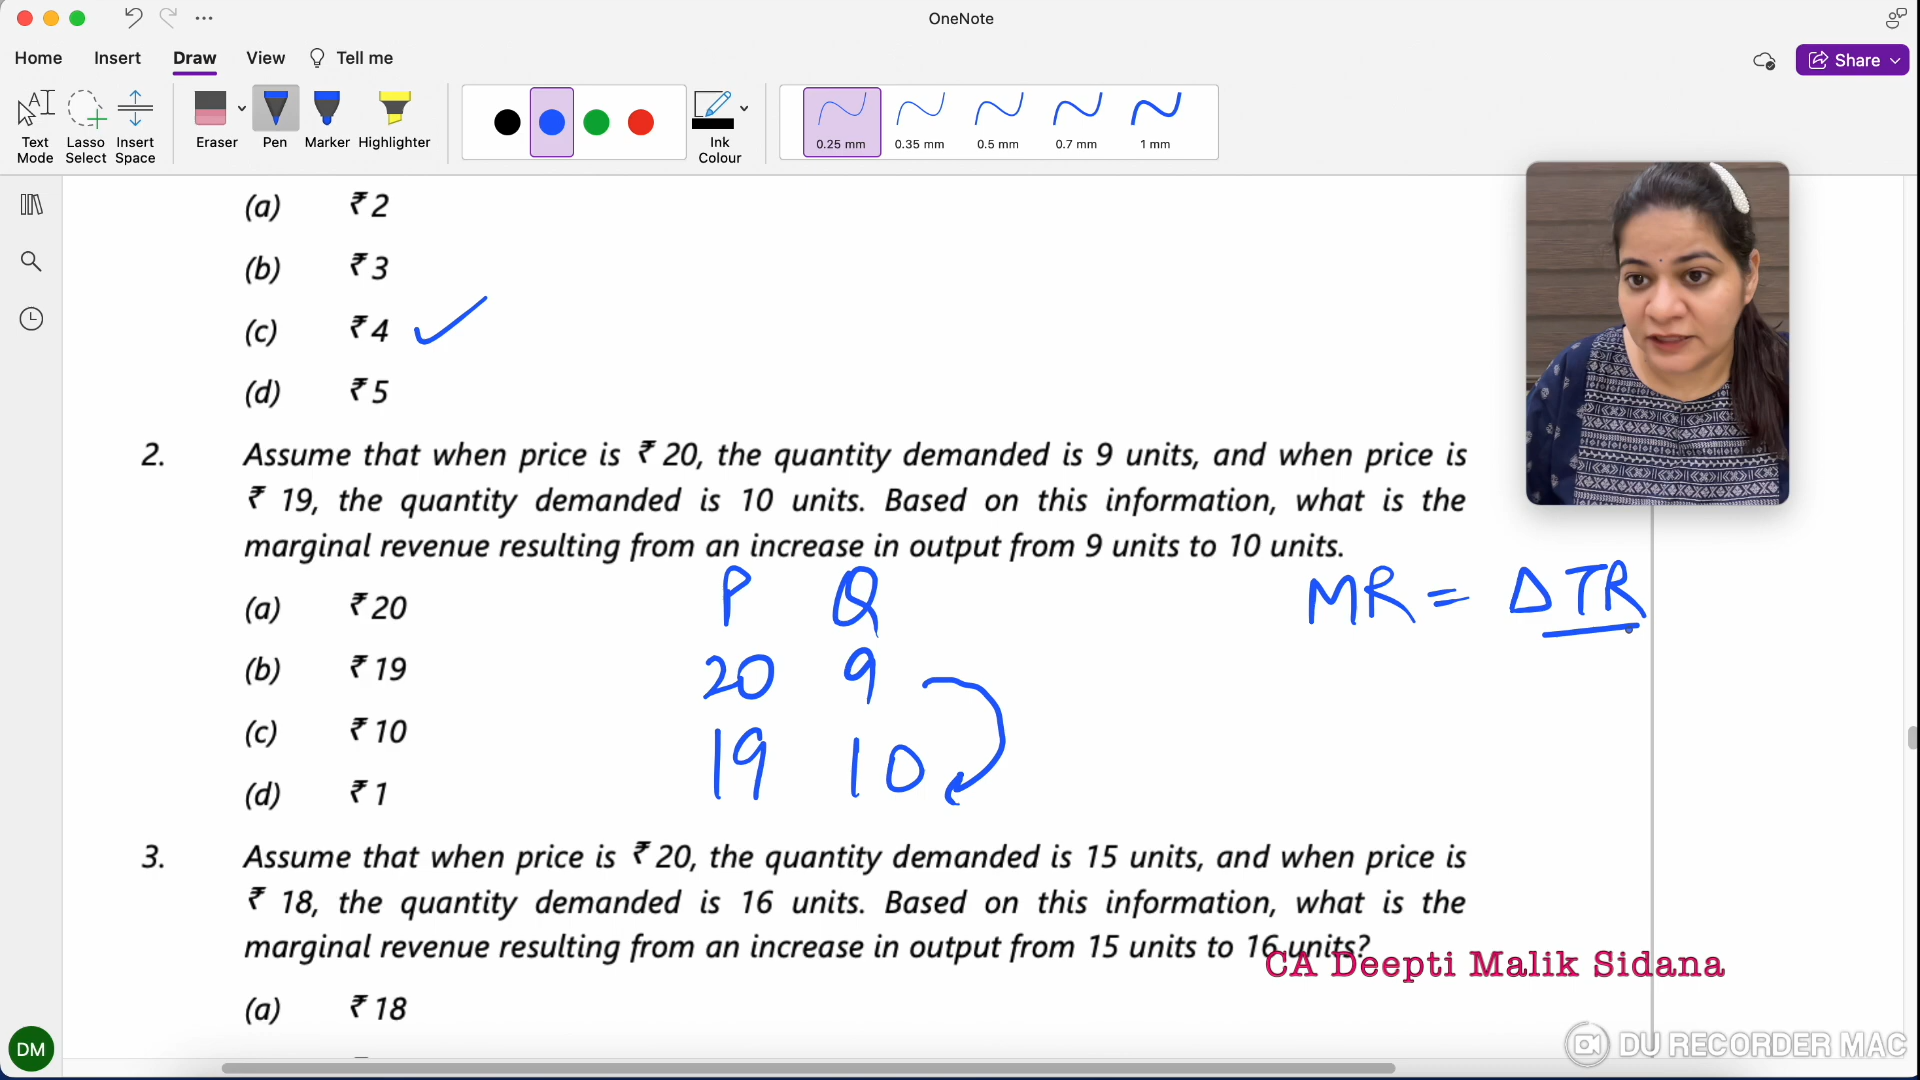 OneNote
Home Insert Draw View Tell me
Share
Text Mode
Lasso Select
Insert Space
Eraser
Pen
Marker
Highlighter
Ink Colour
0.25 mm
0.35 mm
0.5 mm
0.7 mm
1 mm
(a) ₹ 2
(b) ₹ 3
(c) ₹ 4
(d) ₹ 5
2. Assume that when price is ₹ 20, the quantity demanded is 9 units, and when price is
₹ 19, the quantity demanded is 10 units. Based on this information, what is the
marginal revenue resulting from an increase in output from 9 units to 10 units.
P Q
MR = ΔTR
(a) ₹ 20
(b) ₹ 19
20 9
(c) ₹ 10
19 10
(d) ₹ 1
3. Assume that when price is ₹ 20, the quantity demanded is 15 units, and when price is
₹ 18, the quantity demanded is 16 units. Based on this information, what is the
marginal revenue resulting from an increase in output from 15 units to 16 units?
CA Deepti Malik Sidana
(a) ₹ 18
DM
DU RECORDER MAC